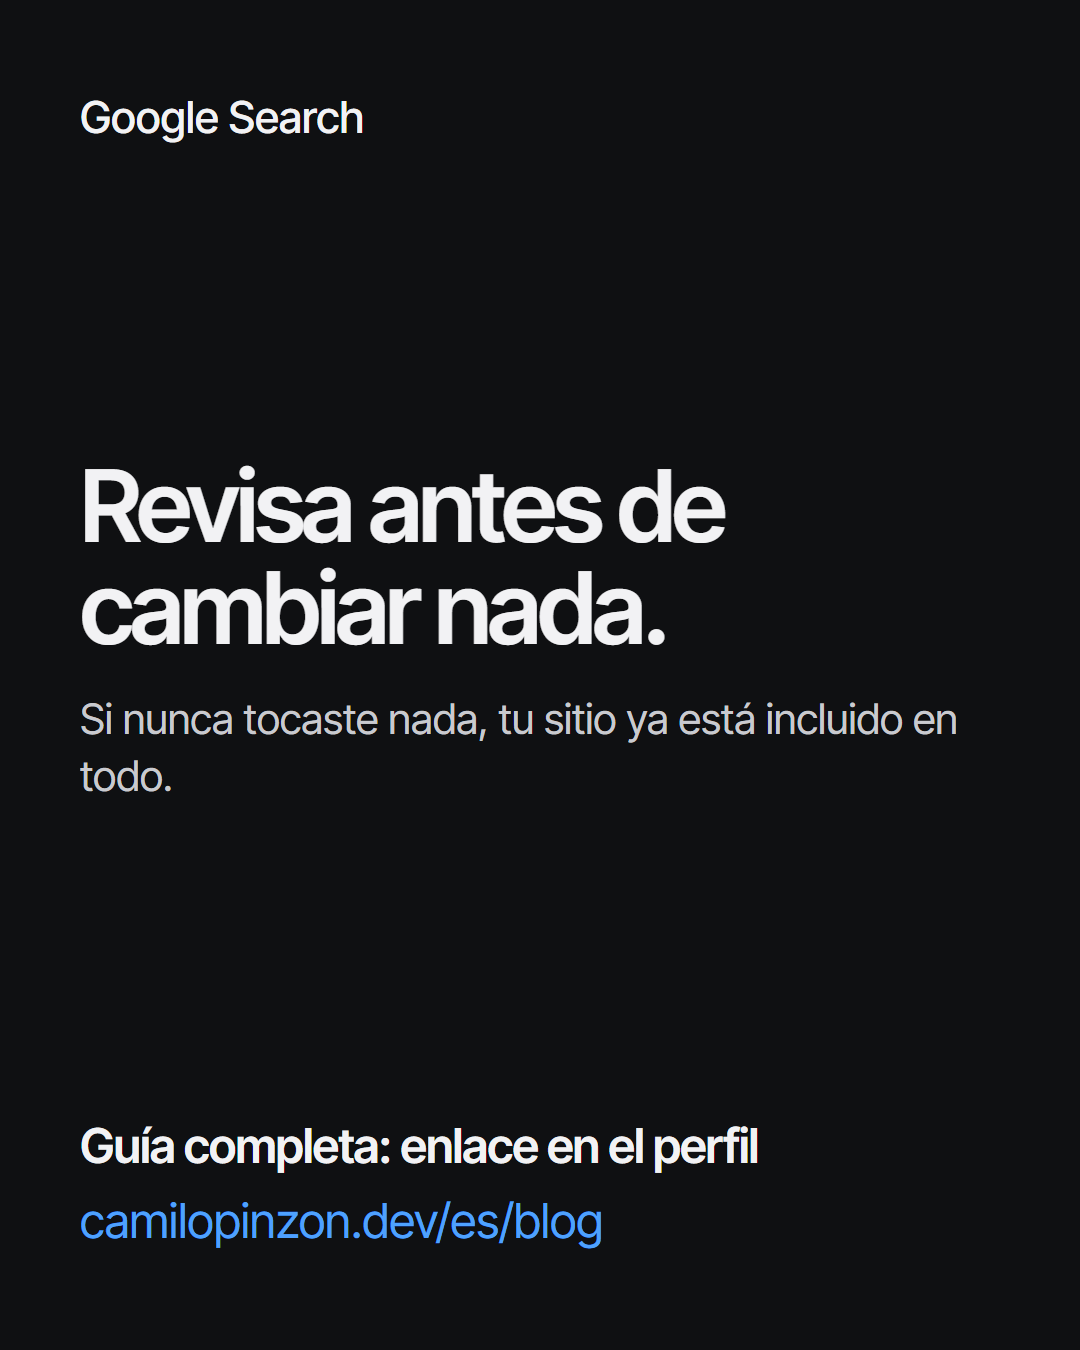 Google Search
Revisa antes de
cambiar nada.
Si nunca tocaste nada, tu sitio ya está incluido en
todo.
Guía completa: enlace en el perfil
camilopinzon.dev/es/blog